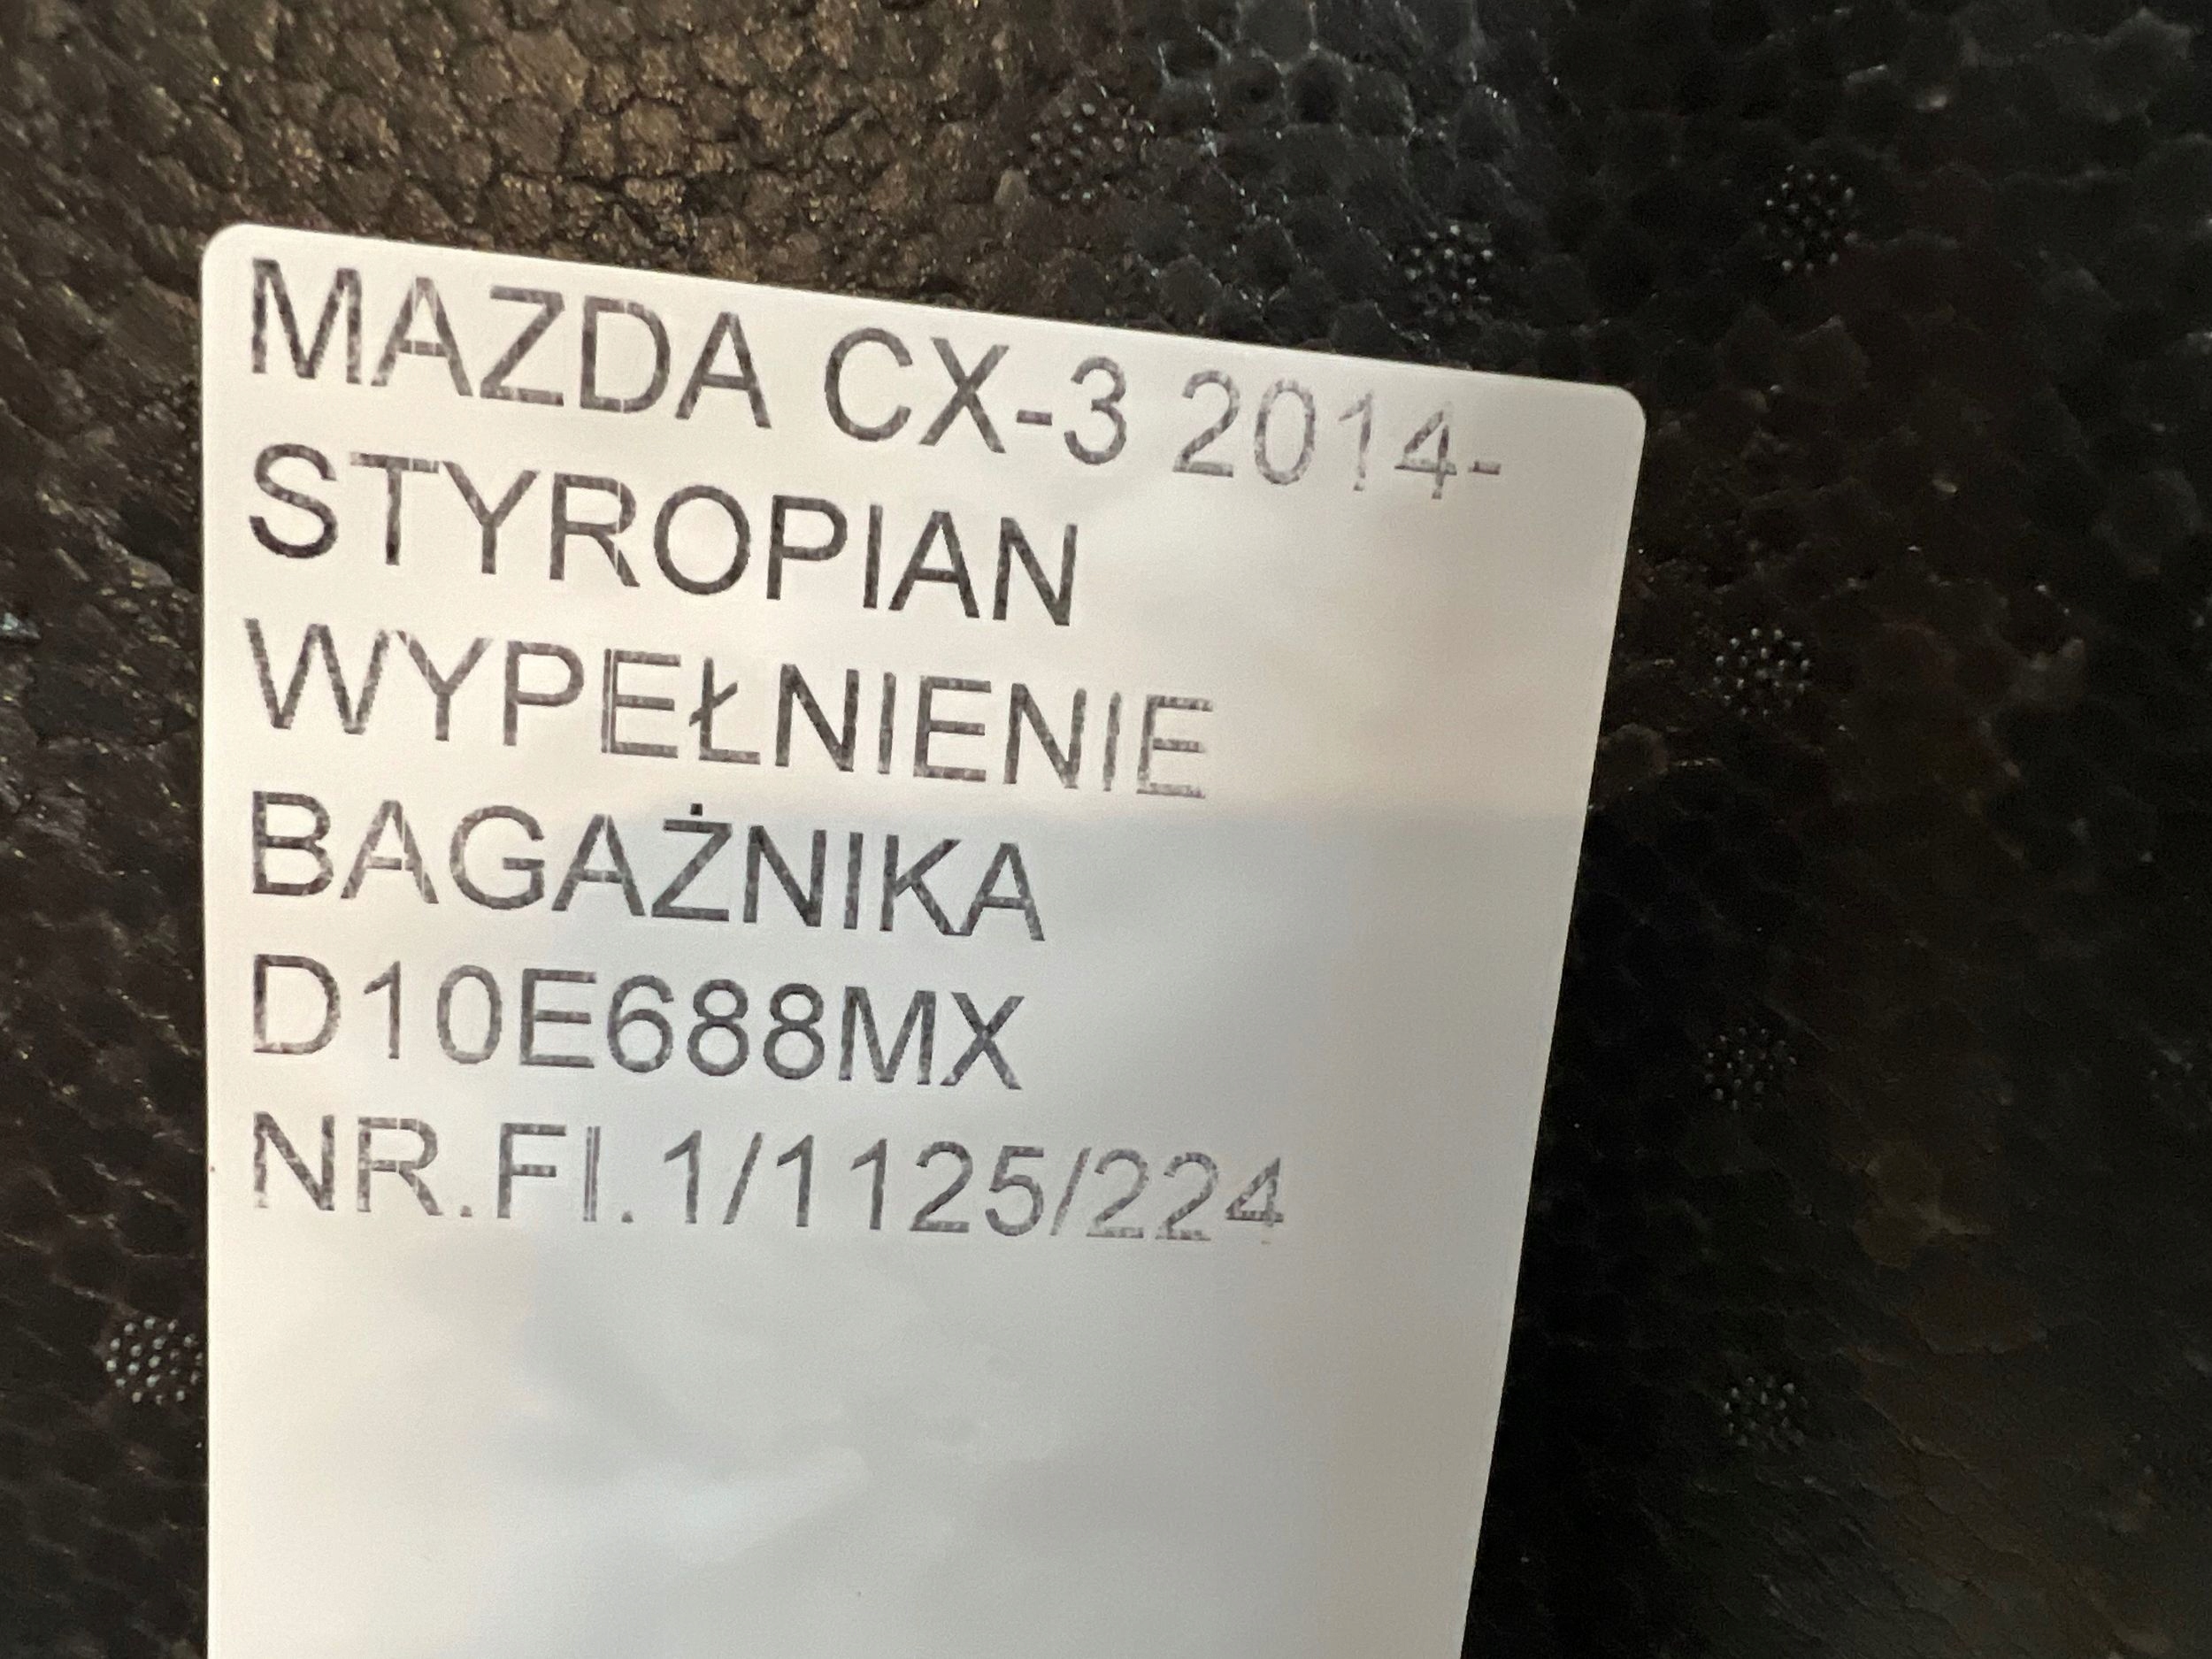 MAZDA CX-3 2014-
STYROPIAN
WYPEŁNIENIE
BAGAŻNIKA
D10E688MX
NR.FI.1/1125/224